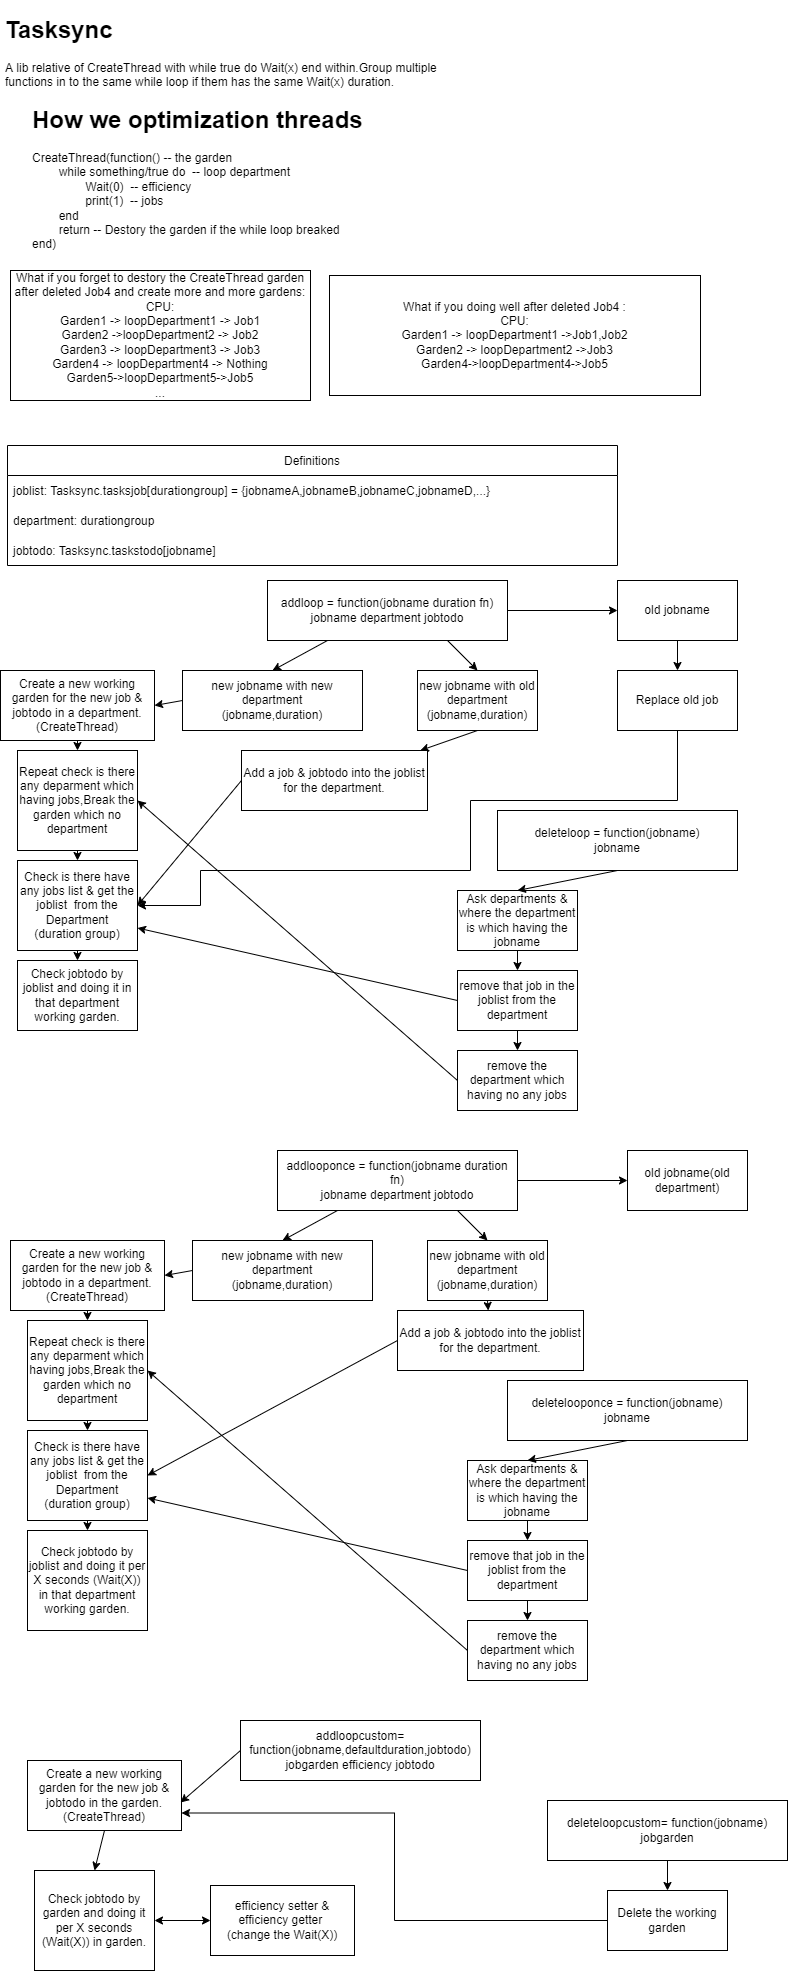 Tasksync
A lib relative of CreateThread with while true do Wait(x) end within.Group multiple
functions in to the same while loop if them has the same Wait(x) duration.
How we optimization threads
CreateThread(function() -- the garden
while something/true do  -- loop department
Wait(0)  -- efficiency
print(1)  -- jobs
end
return -- Destory the garden if the while loop breaked
end)
What if you forget to destory the CreateThread garden
after deleted Job4 and create more and more gardens:
CPU:
Garden1 -> loopDepartment1 -> Job1
Garden2 ->loopDepartment2 -> Job2
Garden3 -> loopDepartment3 -> Job3
Garden4 -> loopDepartment4 -> Nothing
Garden5->loopDepartment5->Job5
...
What if you doing well after deleted Job4 :
CPU:
Garden1 -> loopDepartment1 ->Job1,Job2
Garden2 -> loopDepartment2 ->Job3
Garden4->loopDepartment4->Job5
Definitions
joblist: Tasksync.tasksjob[durationgroup] = {jobnameA,jobnameB,jobnameC,jobnameD,...}
department: durationgroup
jobtodo: Tasksync.taskstodo[jobname]
addloop = function(jobname duration fn)
jobname department jobtodo
old jobname
Create a new working
garden for the new job &
jobtodo in a department.
(CreateThread)
new jobname with new
department
(jobname,duration)
new jobname with old
department
(jobname,duration)
Replace old job
Repeat check is there
any deparment which
having jobs,Break the
garden which no
department
Add a job & jobtodo into the joblist
for the department.
deleteloop = function(jobname)
jobname
Check is there have
any jobs list & get the
joblist  from the
Department
(duration group)
Ask departments &
where the department
is which having the
jobname
Check jobtodo by
joblist and doing it in
that department
working garden.
remove that job in the
joblist from the
department
remove the
department which
having no any jobs
addlooponce = function(jobname duration
fn)
jobname department jobtodo
old jobname(old
department)
Create a new working
garden for the new job &
jobtodo in a department.
(CreateThread)
new jobname with new
department
(jobname,duration)
new jobname with old
department
(jobname,duration)
Repeat check is there
any deparment which
having jobs,Break the
garden which no
department
Add a job & jobtodo into the joblist
for the department.
deletelooponce = function(jobname)
jobname
Check is there have
any jobs list & get the
joblist  from the
Department
(duration group)
Ask departments &
where the department
is which having the
jobname
Check jobtodo by
joblist and doing it per
X seconds (Wait(X))
in that department
working garden.
remove that job in the
joblist from the
department
remove the
department which
having no any jobs
addloopcustom=
function(jobname,defaultduration,jobtodo)
jobgarden efficiency jobtodo
Create a new working
garden for the new job &
jobtodo in the garden.
(CreateThread)
deleteloopcustom= function(jobname)
jobgarden
Check jobtodo by
garden and doing it
per X seconds
(Wait(X)) in garden.
efficiency setter &
efficiency getter
(change the Wait(X))
Delete the working
garden